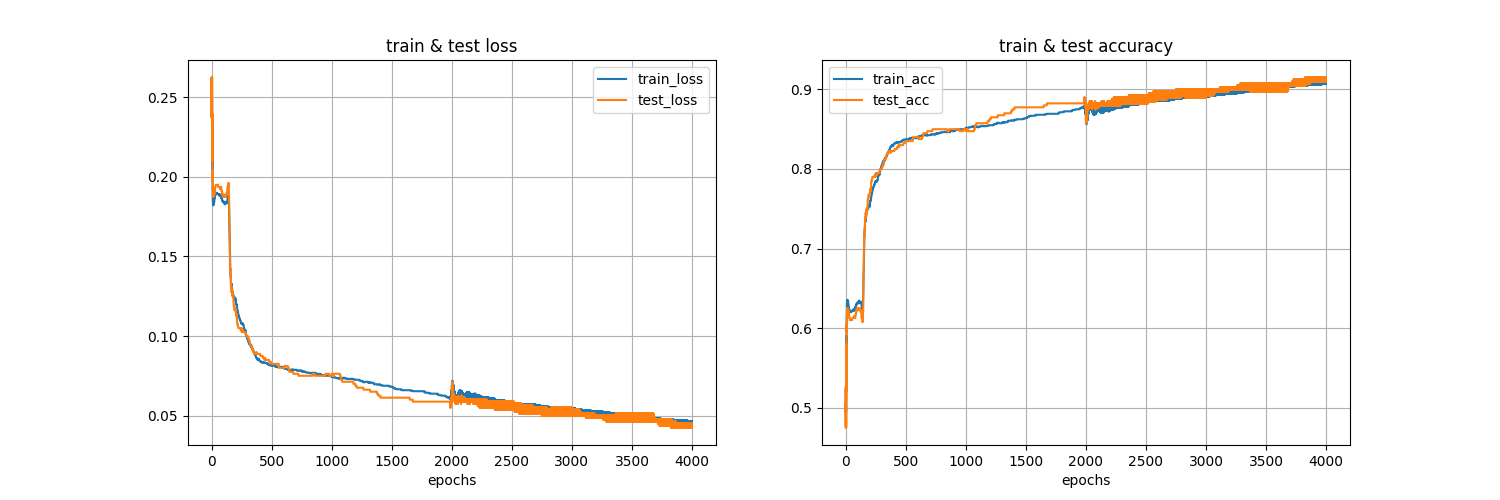 train & test loss
train_loss
test_loss
0.25
0.20
0.15
0.10
0.05
0 500 1000 1500 2000 2500 3000 3500 4000
epochs
train & test accuracy
train_acc
test_acc
0.9
0.8
0.7
0.6
0.5
0 500 1000 1500 2000 2500 3000 3500 4000
epochs